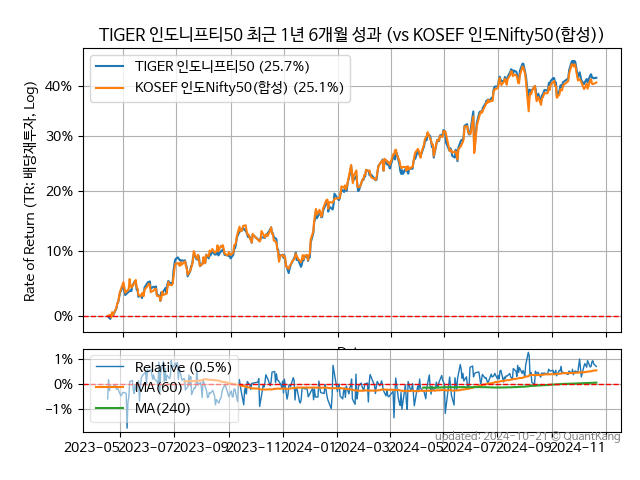 TIGER 인도니프티50 최근 1년 6개월 성과 (vs KOSEF 인도Nifty50(합성))
Rate of Return (TR: 배당재투자, Log)
40%
30%
20%
10%
0%
TIGER 인도니프티50 (25.7%)
KOSEF 인도Nifty50(합성) (25.1%)
1%
0%
−1%
Relative (0.5%)
MA(60)
MA(240)
2023−05 2023−07 2023−09 2023−11 2024−01 2024−03 2024−05 2024−07 2024−09 2024−11
updated: 2024−10−21 © QuantKang